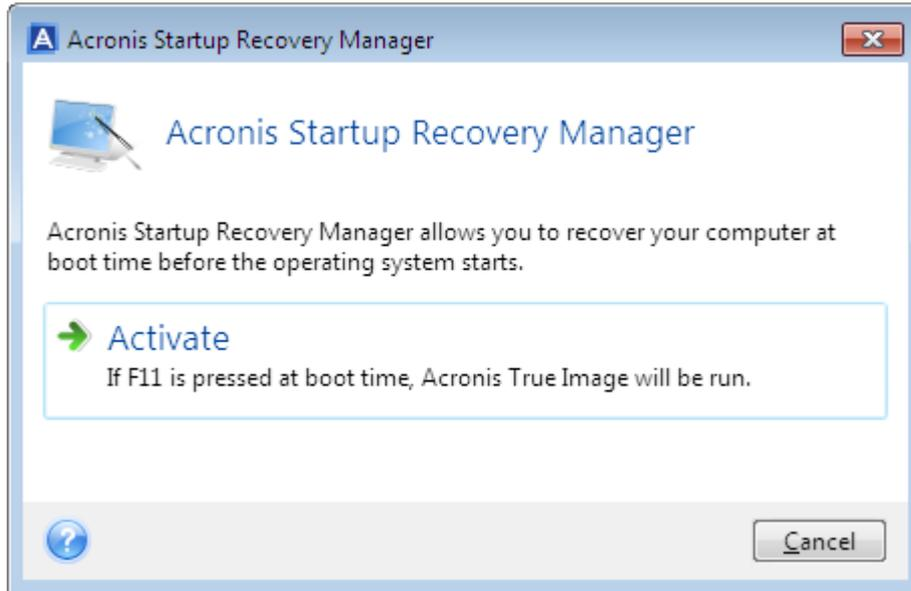 A Acronis Startup Recovery Manager
Acronis Startup Recovery Manager
Acronis Startup Recovery Manager allows you to recover your computer at
boot time before the operating system starts.
Activate
If F11 is pressed at boot time, Acronis True Image will be run.
?
Cancel